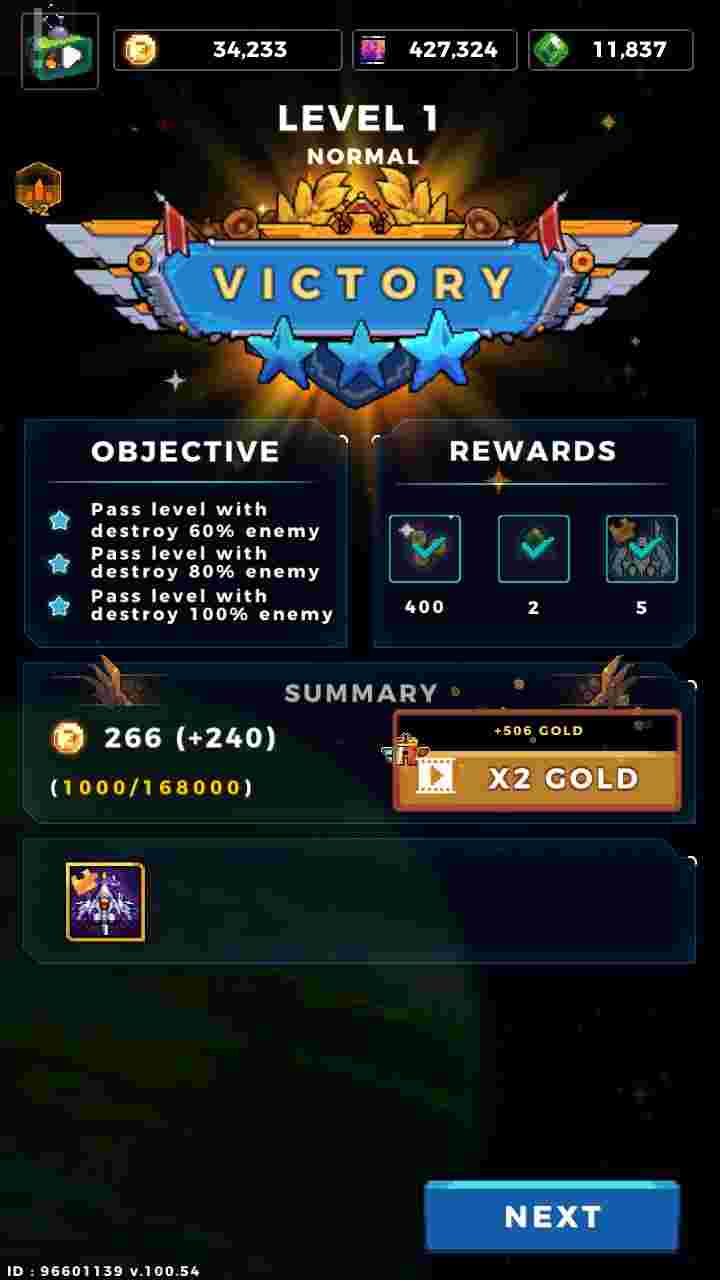 34,233
427,324
11,837
LEVEL 1
NORMAL
+2
VICTORY
OBJECTIVE
Pass level with
destroy 60% enemy
Pass level with
destroy 80% enemy
Pass level with
destroy 100% enemy
REWARDS
400
2
5
SUMMARY
266 (+240)
(1000/168000)
+506 GOLD
X2 GOLD
NEXT
ID : 96601139 v.100.54